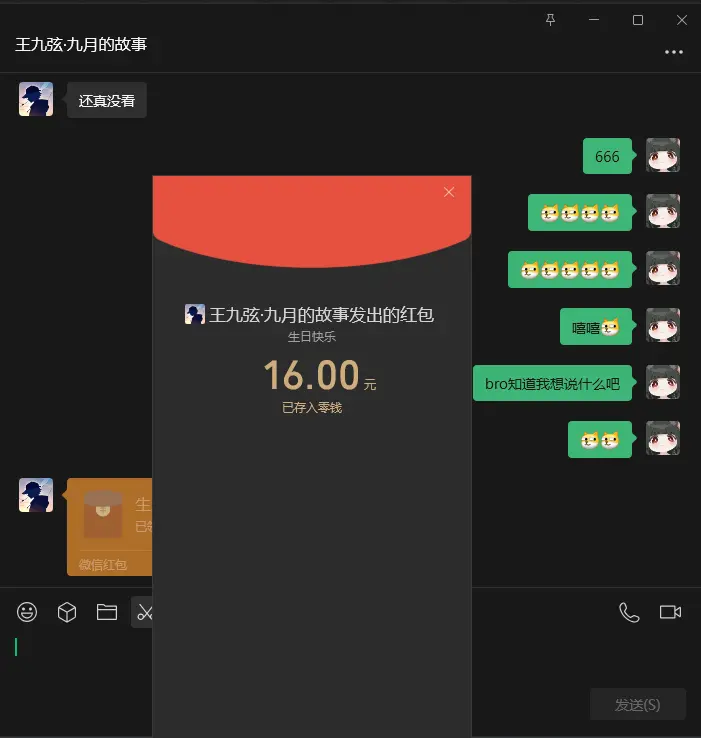 王九弦·九月的故事
还真没看
666
嘻嘻
bro知道我想说什么吧
王九弦·九月的故事发出的红包
生日快乐
16.00 元
已存入零钱
生
已
微信红包
发送(S)